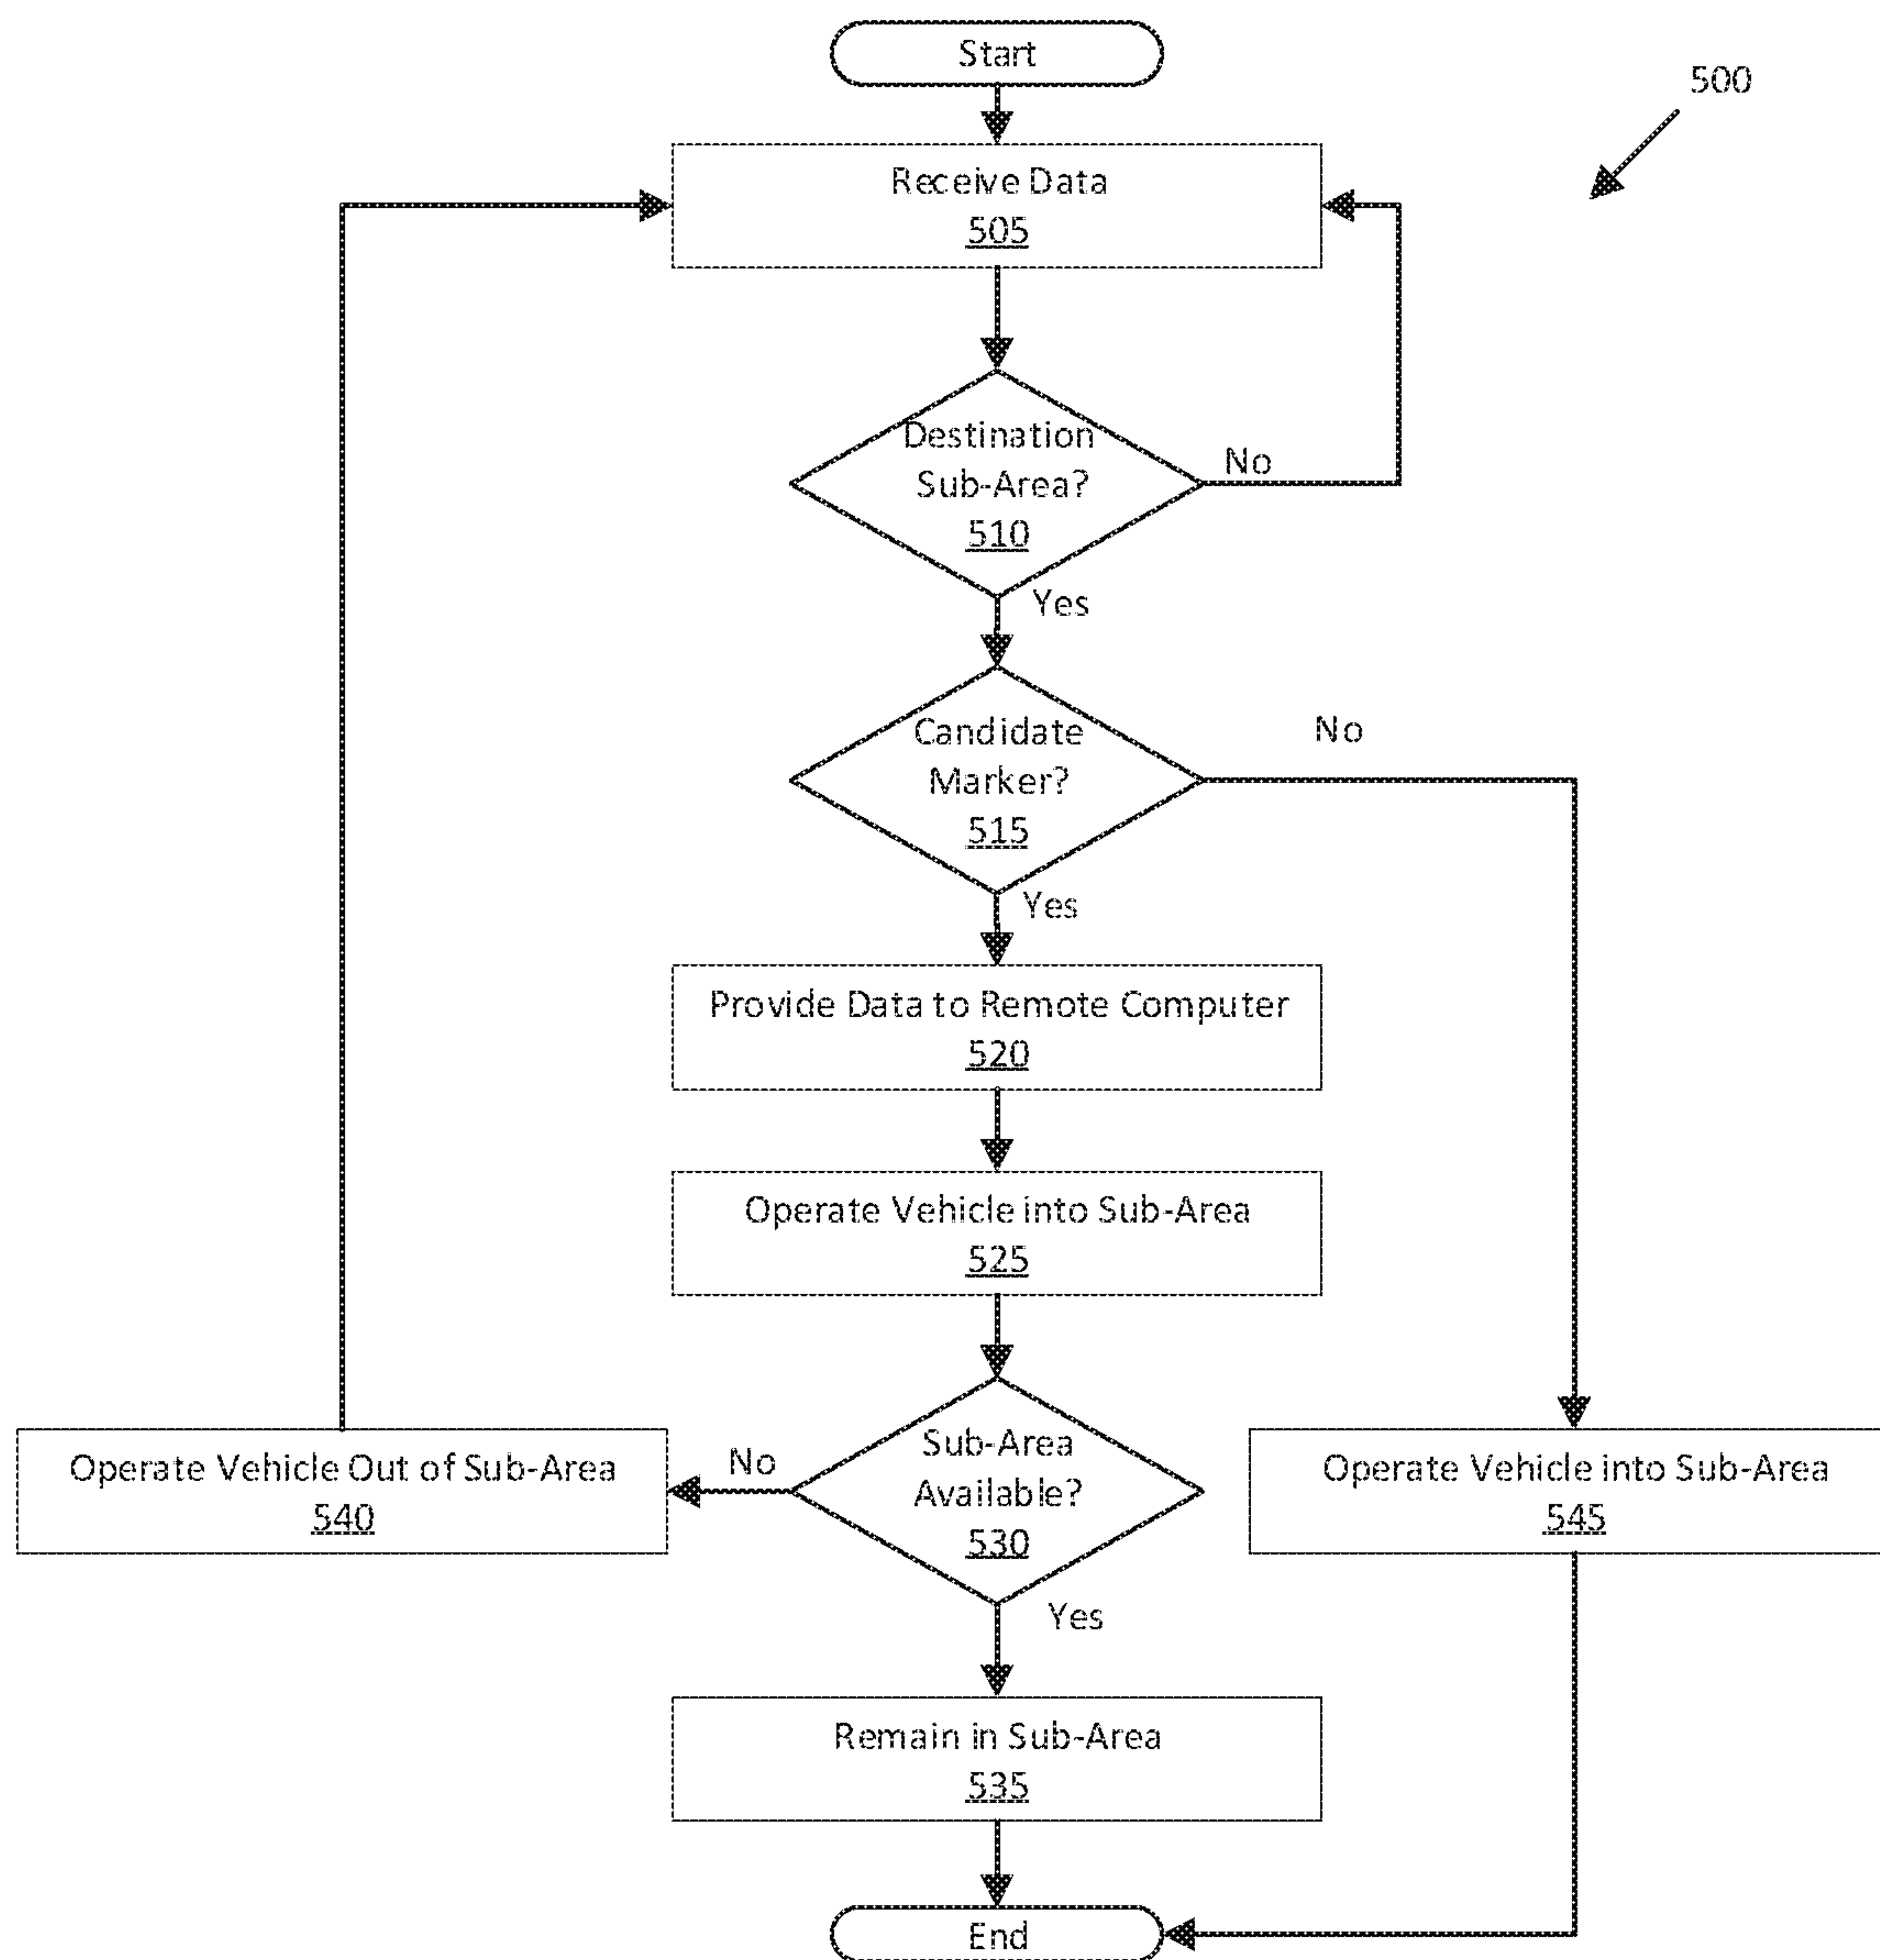 Start
500
Receive Data
505
Destination
Sub-Area?
510
No
Yes
Candidate
Marker?
515
No
Yes
Provide Data to Remote Computer
520
Operate Vehicle into Sub-Area
525
Sub-Area
Available?
530
No
Yes
Operate Vehicle Out of Sub-Area
540
Operate Vehicle into Sub-Area
545
Remain in Sub-Area
535
End